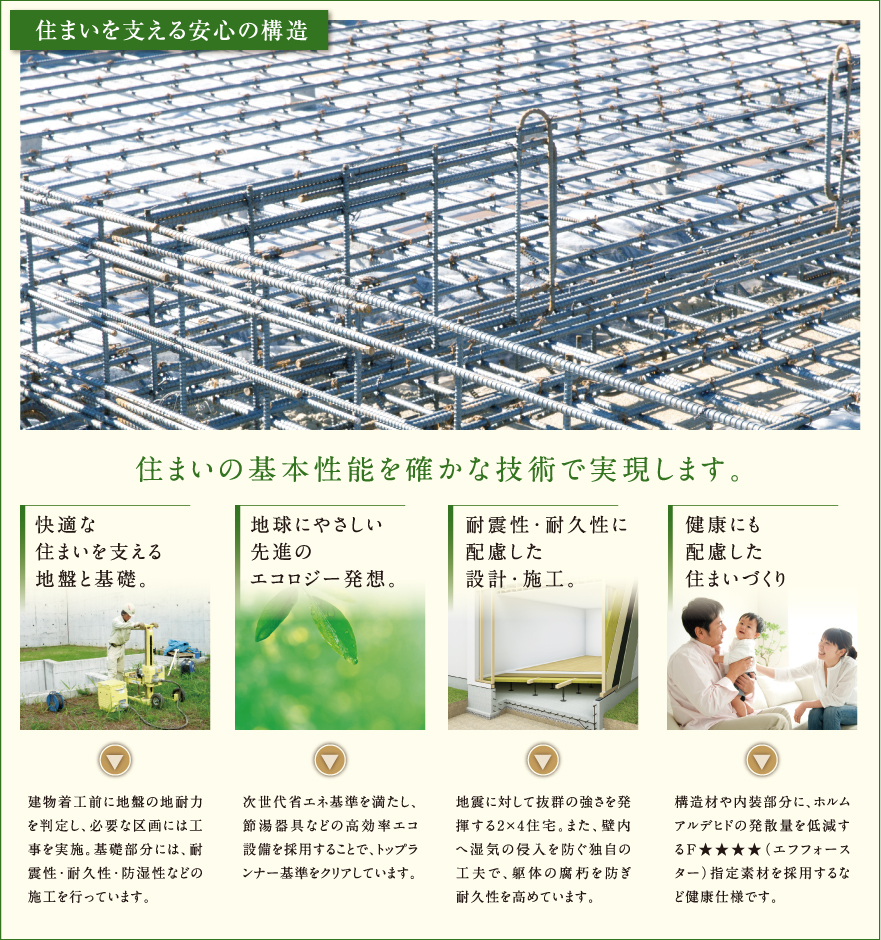 住まいを支える安心の構造
住まいの基本性能を確かな技術で実現します。
快適な
住まいを支える
地盤と基礎。
建物着工前に地盤の地耐力
を判定し、必要な区画には工
事を実施。基礎部分には、耐
震性・耐久性・防湿性などの
施工を行っています。
地球にやさしい
先進の
エコロジー発想。
次世代省エネ基準を満たし、
節湯器具などの高効率エコ
設備を採用することで、トップラ
ンナー基準をクリアしています。
耐震性・耐久性に
配慮した
設計・施工。
地震に対して抜群の強さを発
揮する2×4住宅。また、壁内
へ湿気の侵入を防ぐ独自の
工夫で、躯体の腐朽を防ぎ
耐久性を高めています。
健康にも
配慮した
住まいづくり
構造材や内装部分に、ホルム
アルデヒドの発散量を低減す
るF★★★★（エフフォース
ター）指定素材を採用するな
ど健康仕様です。